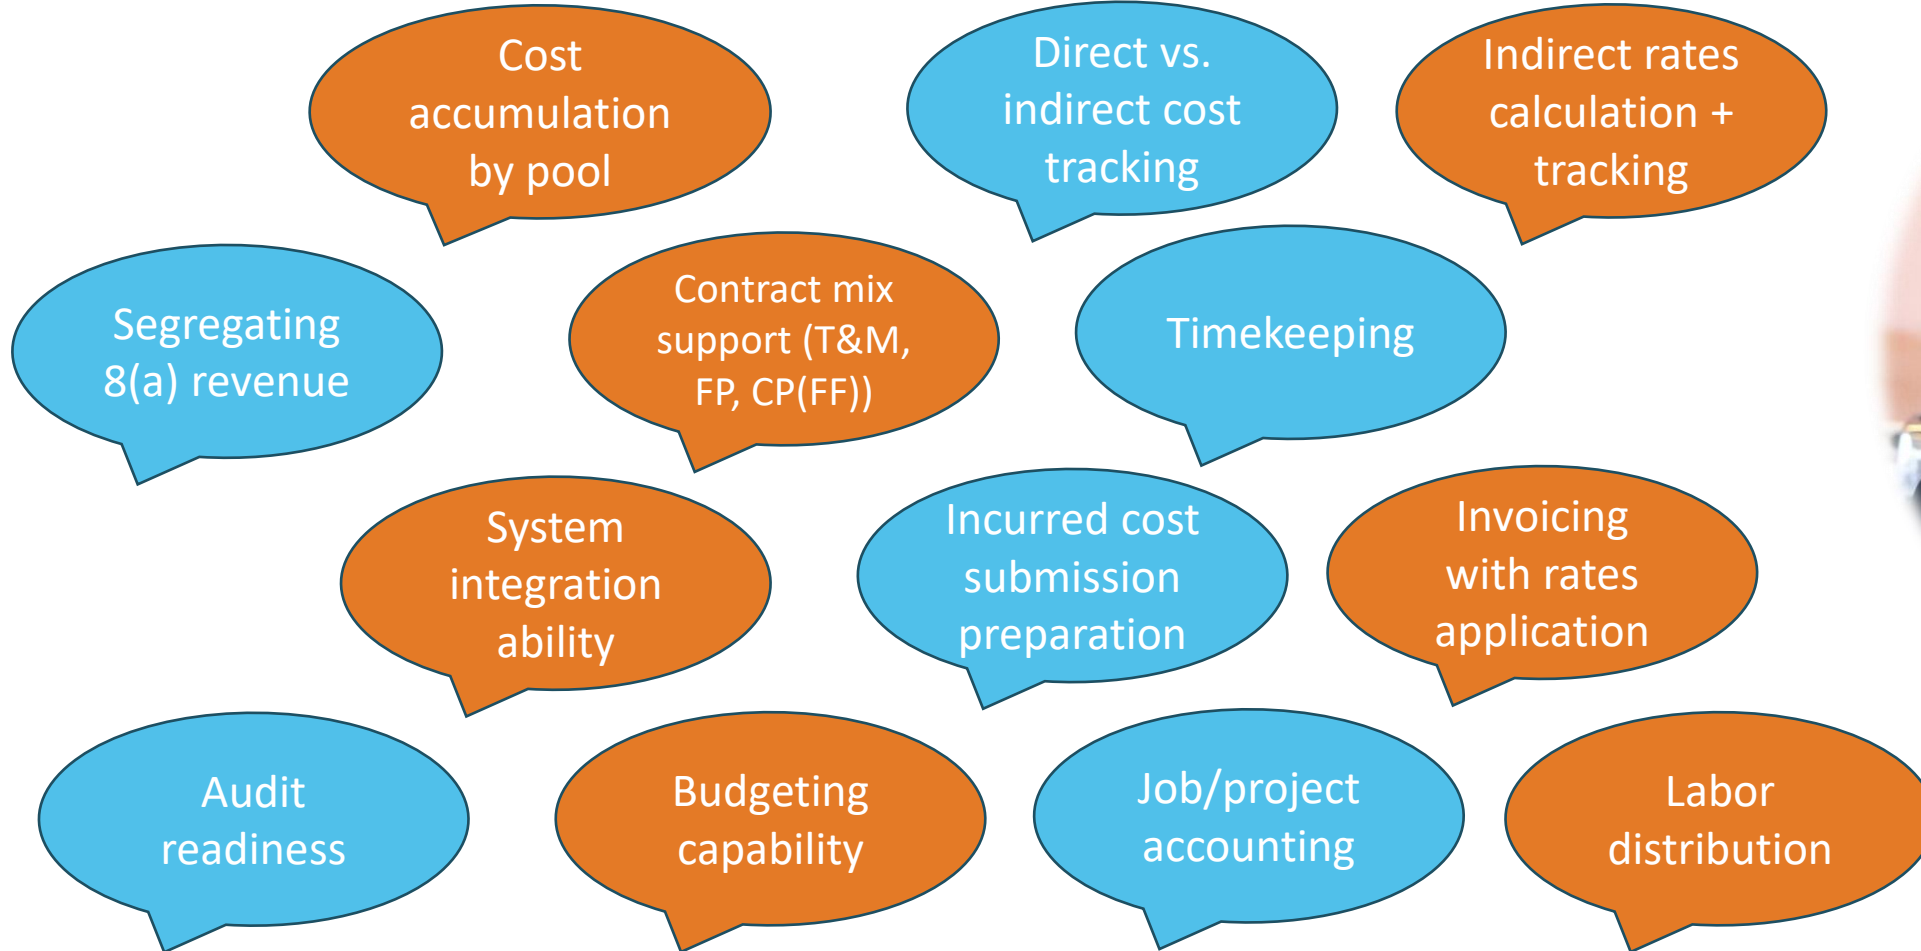 Cost
accumulation
by pool
Direct vs.
indirect cost
tracking
Indirect rates
calculation +
tracking
Segregating
8(a) revenue
Contract mix
support (T&M,
FP, CP(FF))
Timekeeping
System
integration
ability
Incurred cost
submission
preparation
Invoicing
with rates
application
Audit
readiness
Budgeting
capability
Job/project
accounting
Labor
distribution